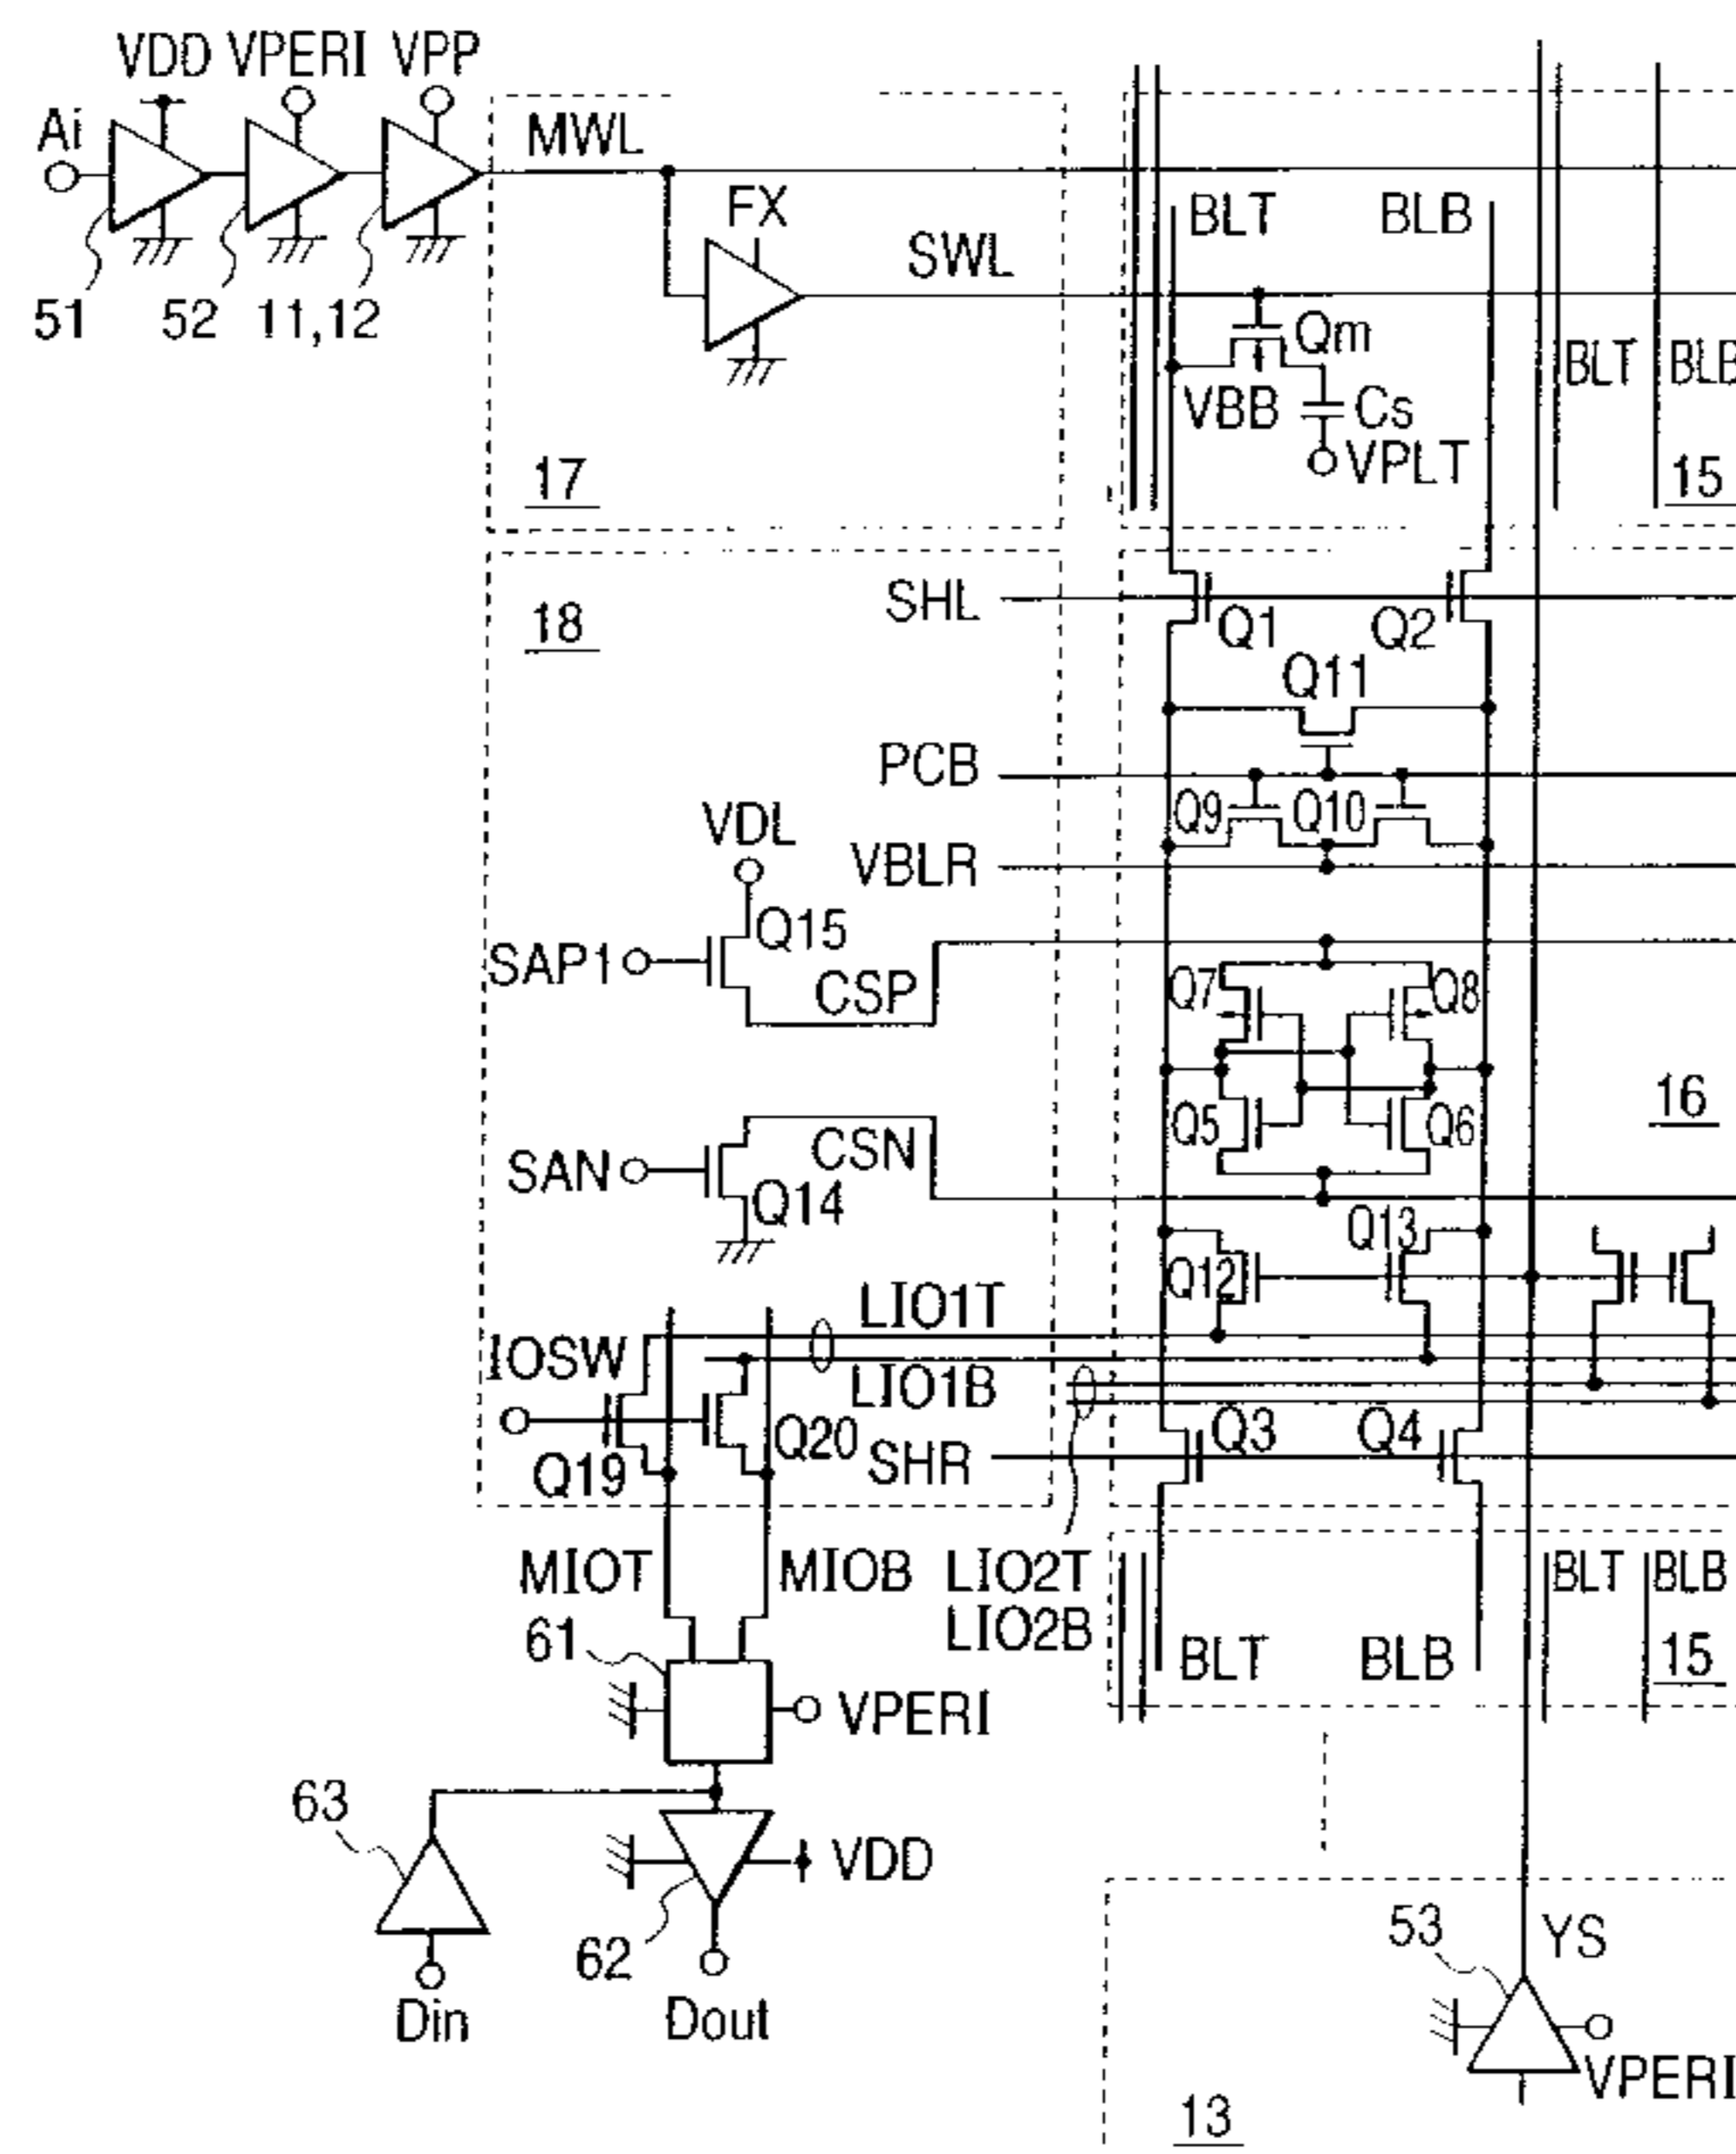 VDD VPERI VPP
Ai
MWL
FX
BLT BLB
SWL
51 52 11,12
Qm
BLT BLB
VBB Cs
VPLT
17
15
SHL
Q1 Q2
18
Q11
PCB
Q9 Q10
VDL
VBLR
Q15
SAP1
CSP
Q7 Q8
16
Q5 Q6
CSN
SAN
Q14
Q13
Q12
LIO1T
IOSW
LIO1B
Q3 Q4
Q20
SHR
Q19
MIOT MIOB
LIO2T
LIO2B
BLT BLB
61
BLT BLB
15
VPERI
63
VDD
62
53 YS
Din Dout
VPERI
13